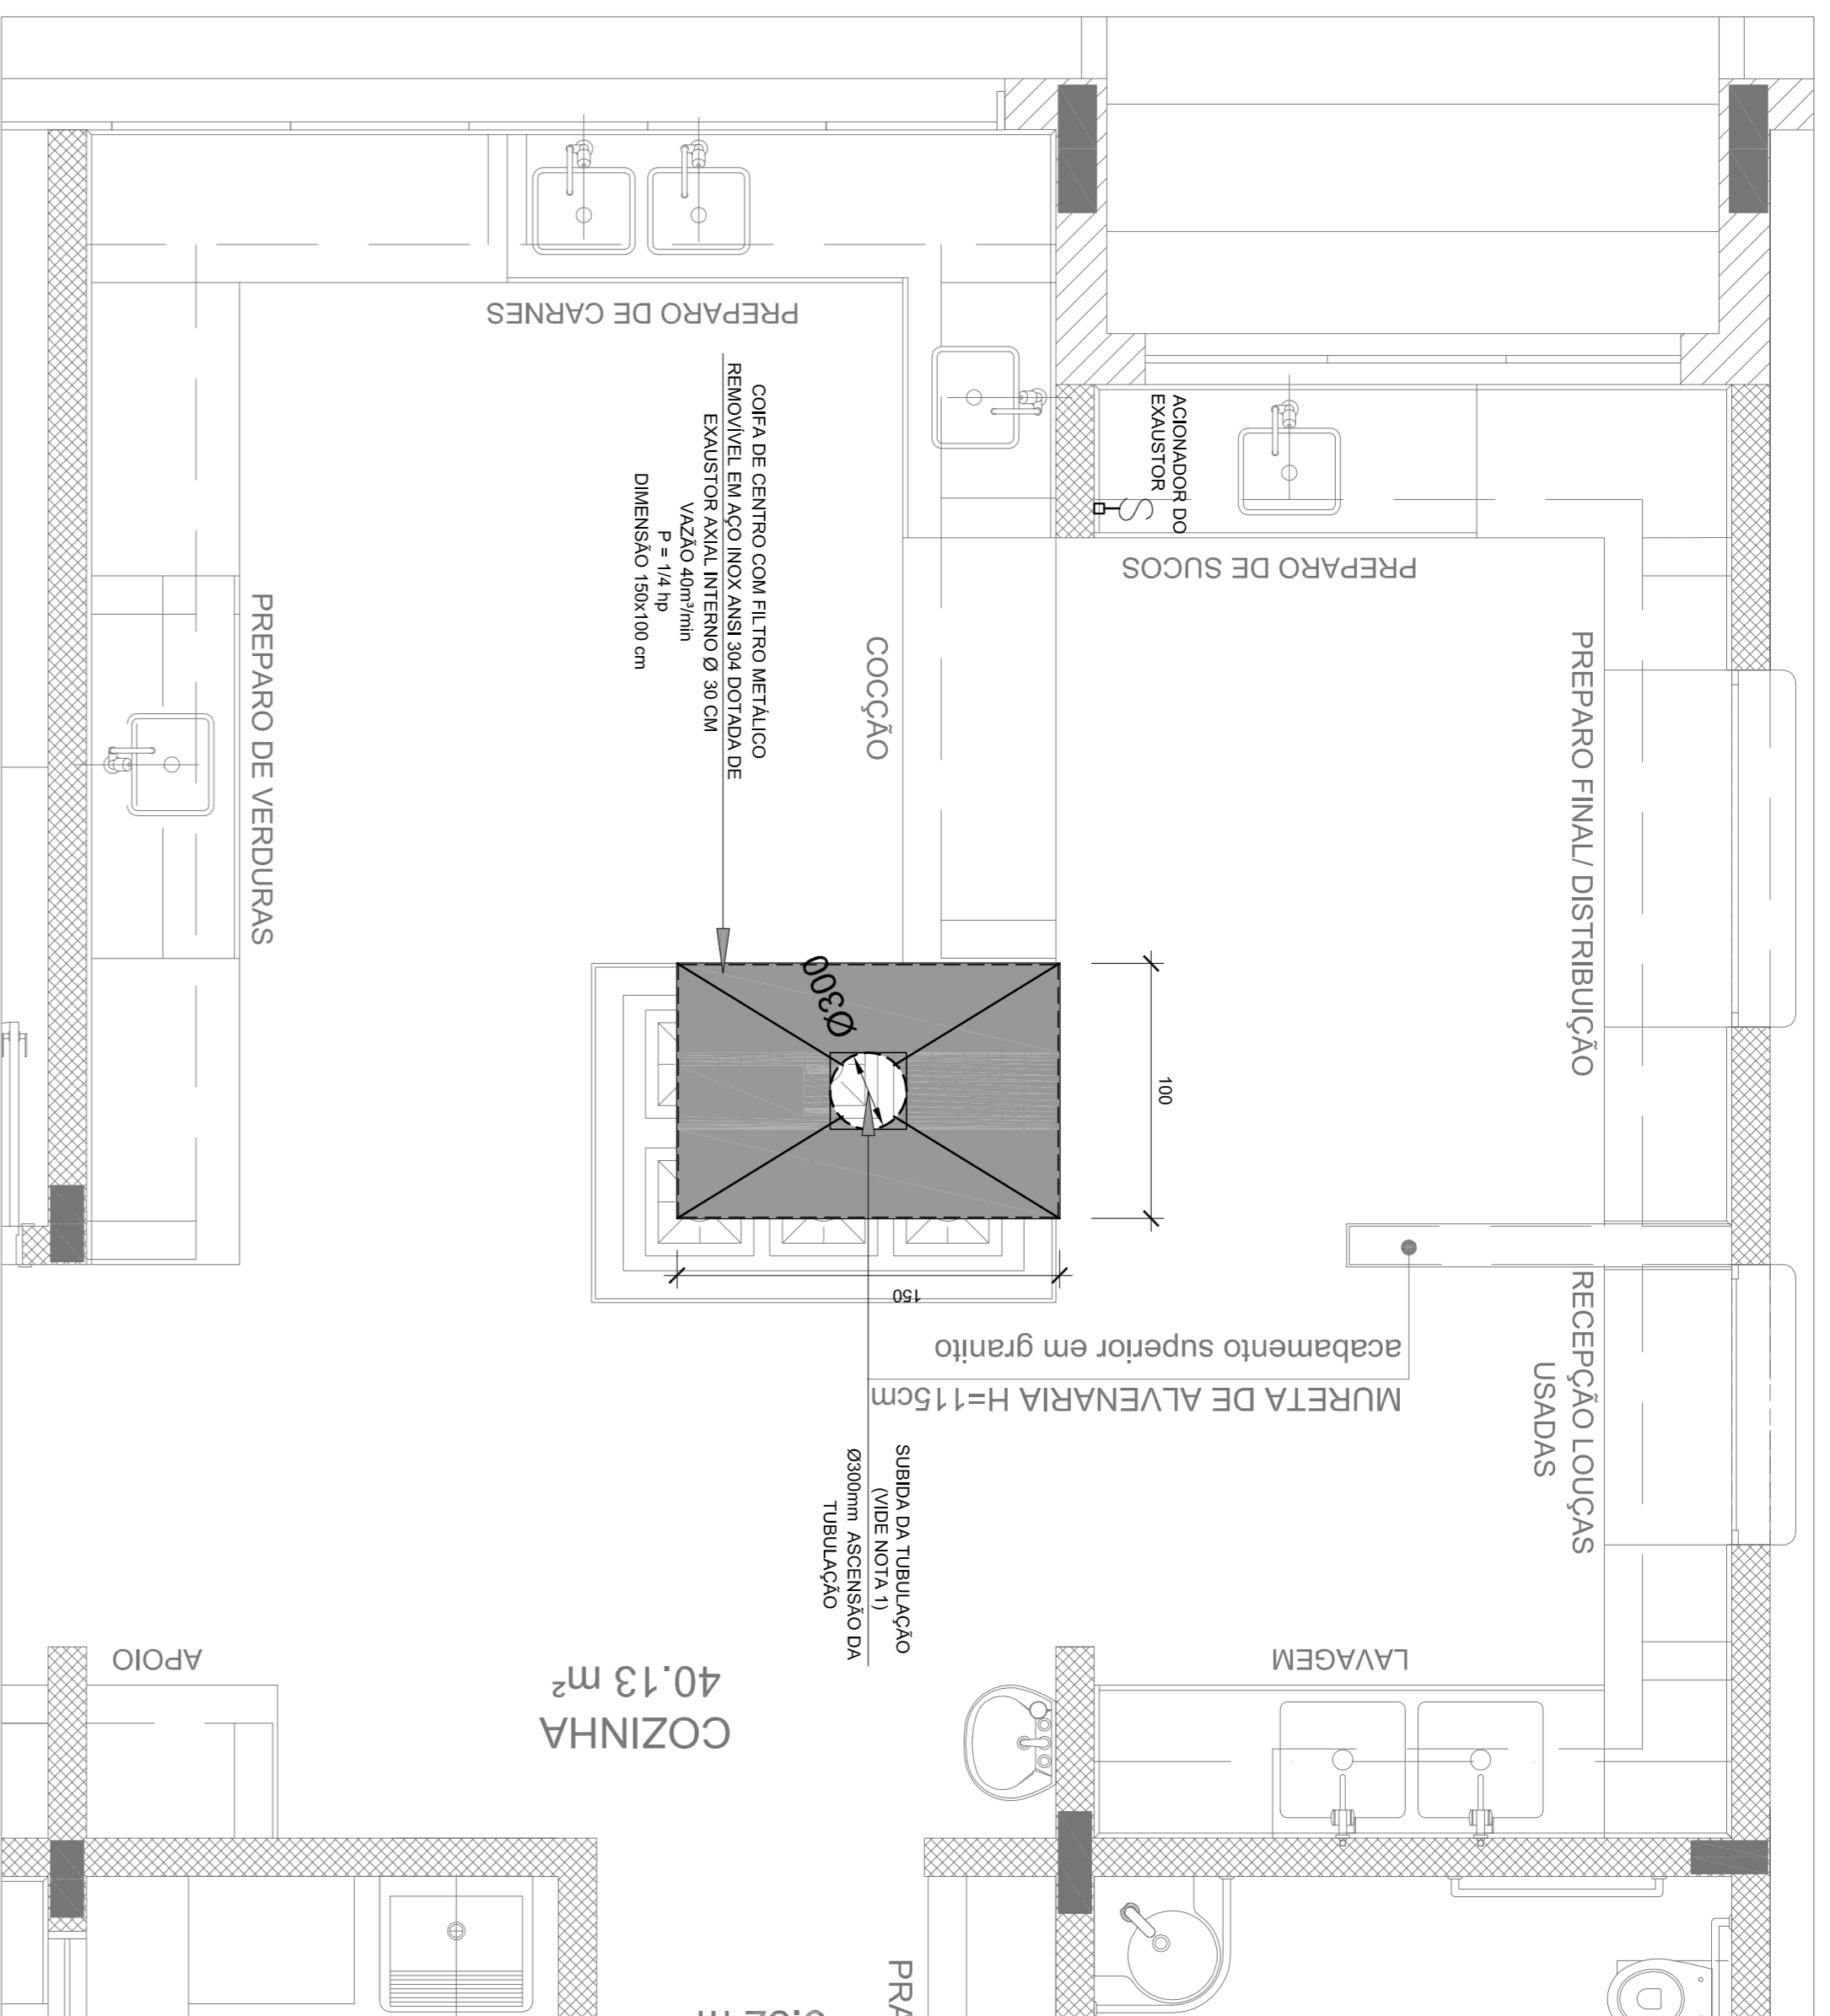 PREPARO DE CARNES
COIFA DE CENTRO COM FILTRO METÁLICO
REMOVÍVEL EM AÇO INOX ANSI 304 DOTADA DE
EXAUSTOR AXIAL INTERNO Ø 30 CM
VAZÃO 40m³/min
P = 1/4 hp
DIMENSÃO 150x100 cm
ACIONADOR DO
EXAUSTOR
S
PREPARO DE SUCOS
PREPARO DE VERDURAS
COCÇÃO
PREPARO FINAL/ DISTRIBUIÇÃO
Ø300
100
150
MURETA DE ALVENARIA H=115cm
acabamento superior em granito
RECEPÇÃO LOUÇAS
USADAS
SUBIDA DA TUBULAÇÃO
(VIDE NOTA 1)
Ø300mm ASCENSÃO DA
TUBULAÇÃO
APOIO
COZINHA
40.13 m²
LAVAGEM